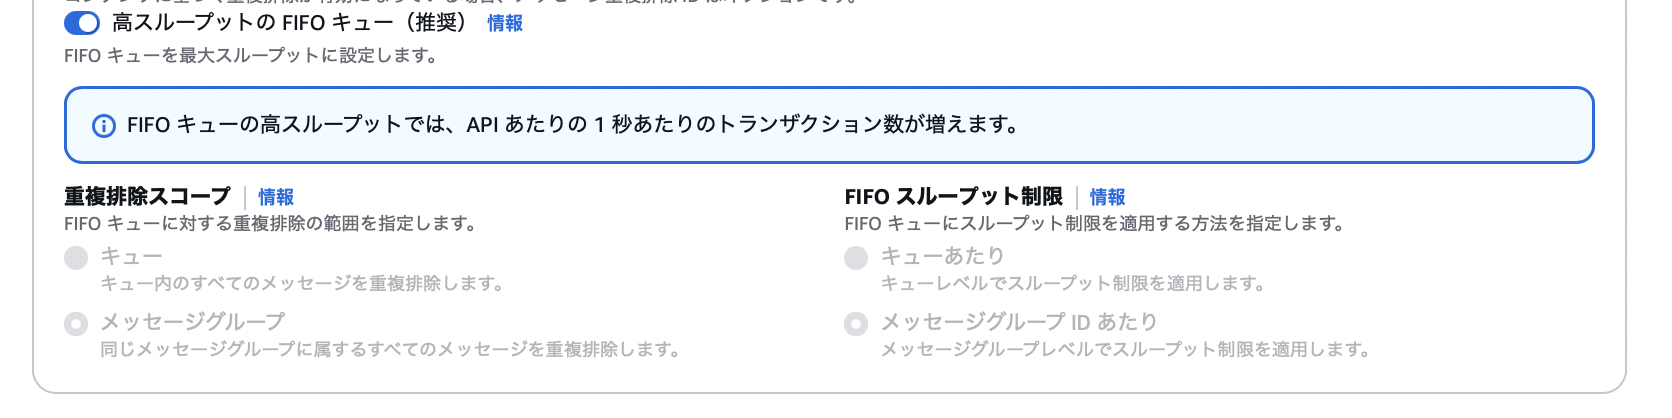 高スループットの FIFO キュー（推奨） 情報
FIFO キューを最大スループットに設定します。
FIFO キューの高スループットでは、API あたりの 1 秒あたりのトランザクション数が増えます。
重複排除スコープ 情報
FIFO キューに対する重複排除の範囲を指定します。
キュー
キュー内のすべてのメッセージを重複排除します。
メッセージグループ
同じメッセージグループに属するすべてのメッセージを重複排除します。
FIFO スループット制限 情報
FIFO キューにスループット制限を適用する方法を指定します。
キューあたり
キューレベルでスループット制限を適用します。
メッセージグループ ID あたり
メッセージグループレベルでスループット制限を適用します。